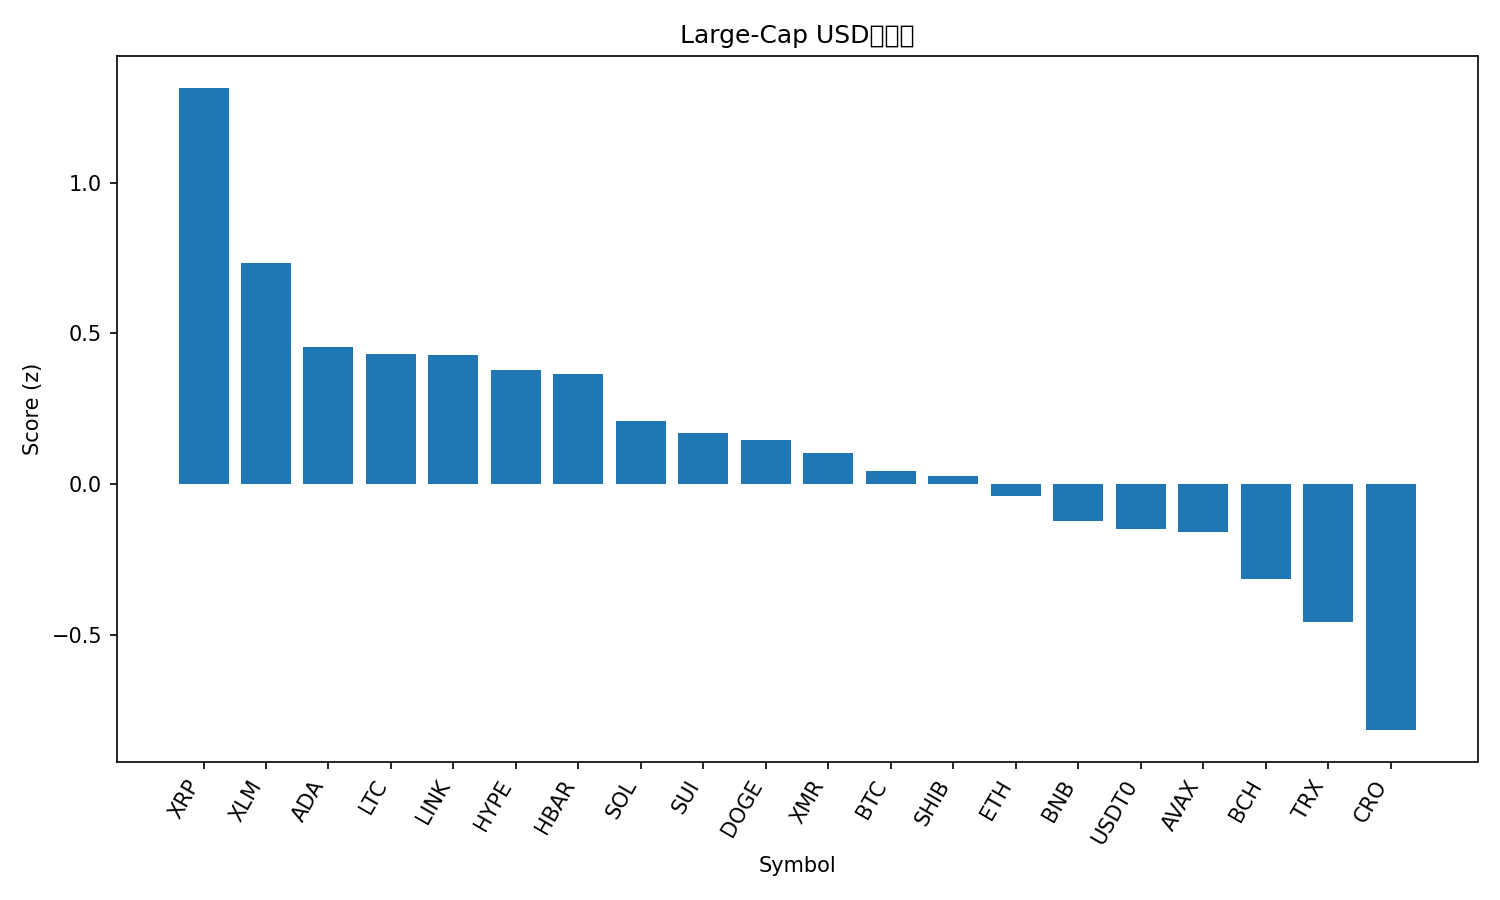 Large-Cap USD
1.0
0.5
0.0
−0.5
Score (z)
XRP
XLM
ADA
LTC
LINK
HYPE
HBAR
SOL
SUI
DOGE
XMR
BTC
SHIB
ETH
BNB
USDT0
AVAX
BCH
TRX
CRO
Symbol